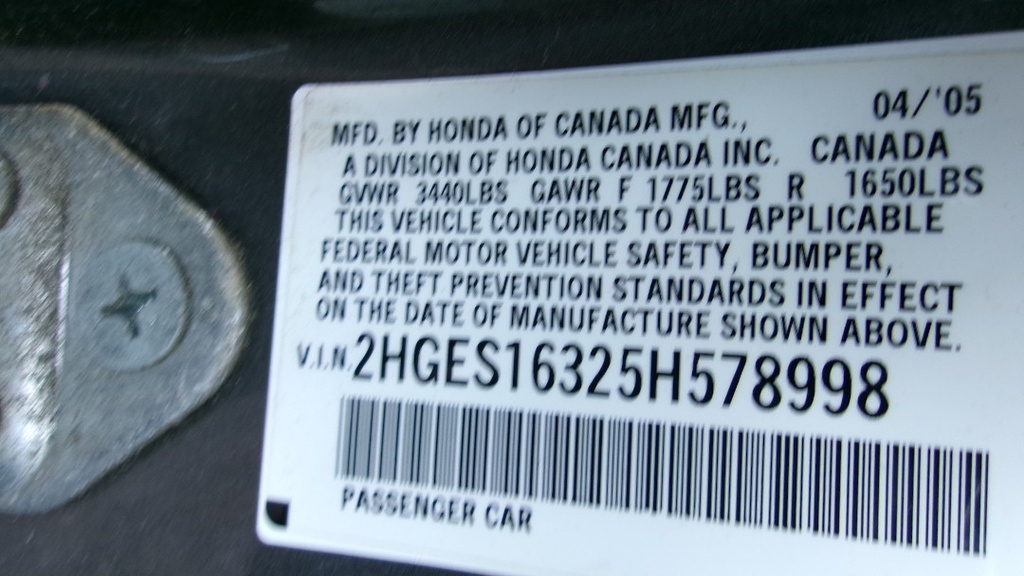 04/'05
MFD. BY HONDA OF CANADA MFG.,
A DIVISION OF HONDA CANADA INC. CANADA
GVWR 3440LBS GAWR F 1775LBS R 1650LBS
THIS VEHICLE CONFORMS TO ALL APPLICABLE
FEDERAL MOTOR VEHICLE SAFETY, BUMPER,
AND THEFT PREVENTION STANDARDS IN EFFECT
ON THE DATE OF MANUFACTURE SHOWN ABOVE.
V.I.N. 2HGES16325H578998
PASSENGER CAR